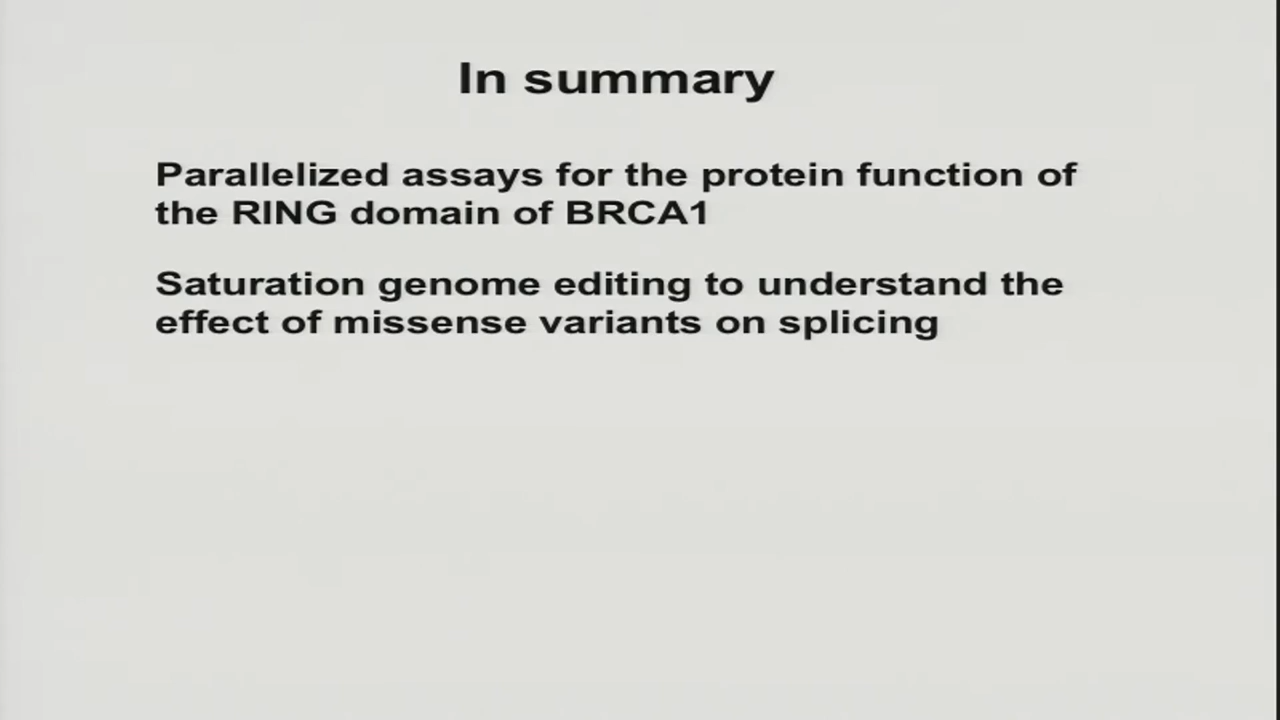 In summary
Parallelized assays for the protein function of
the RING domain of BRCA1
Saturation genome editing to understand the
effect of missense variants on splicing